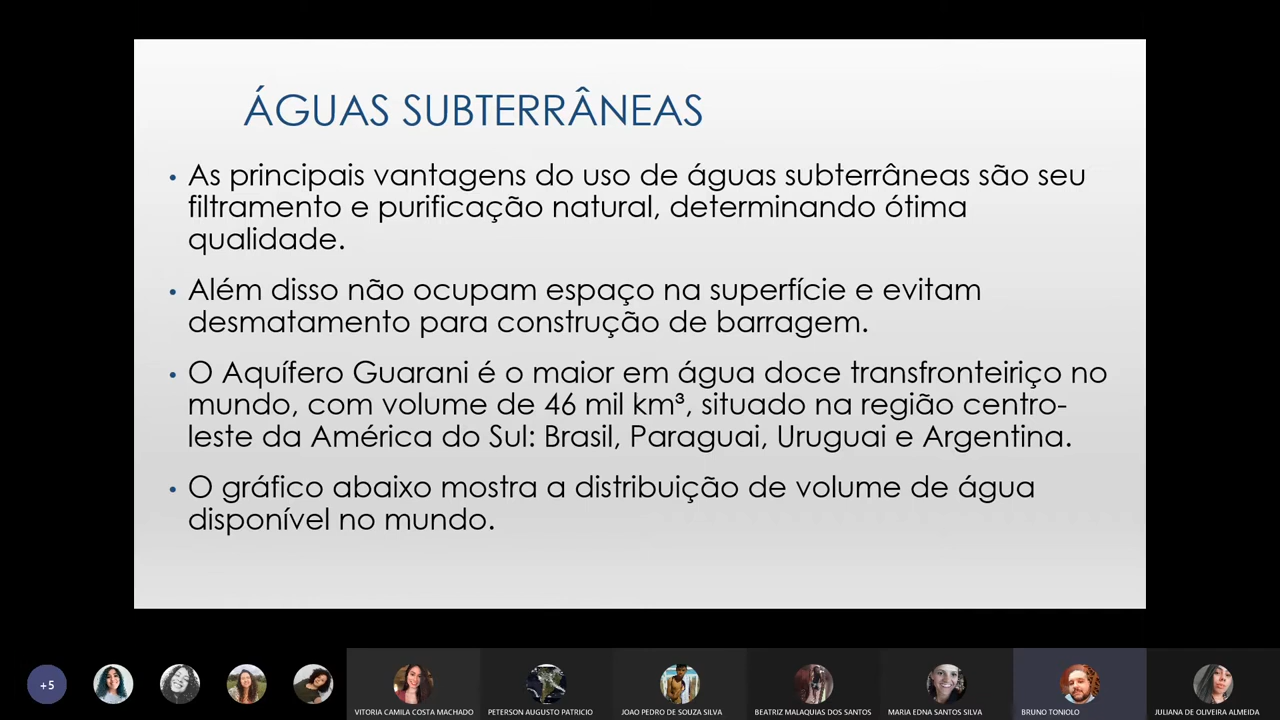 ÁGUAS SUBTERRÂNEAS
• As principais vantagens do uso de águas subterrâneas são seu
filtramento e purificação natural, determinando ótima
qualidade.
• Além disso não ocupam espaço na superfície e evitam
desmatamento para construção de barragem.
• O Aquífero Guarani é o maior em água doce transfronteiriço no
mundo, com volume de 46 mil km³, situado na região centro-
leste da América do Sul: Brasil, Paraguai, Uruguai e Argentina.
• O gráfico abaixo mostra a distribuição de volume de água
disponível no mundo.
+5
VITORIA CAMILA COSTA MACHADO
PETERSON AUGUSTO PATRICIO
JOAO PEDRO DE SOUZA SILVA
BEATRIZ MALAQUIAS DOS SANTOS
MARIA EDNA SANTOS SILVA
BRUNO TONIOLO
JULIANA DE OLIVEIRA ALMEIDA